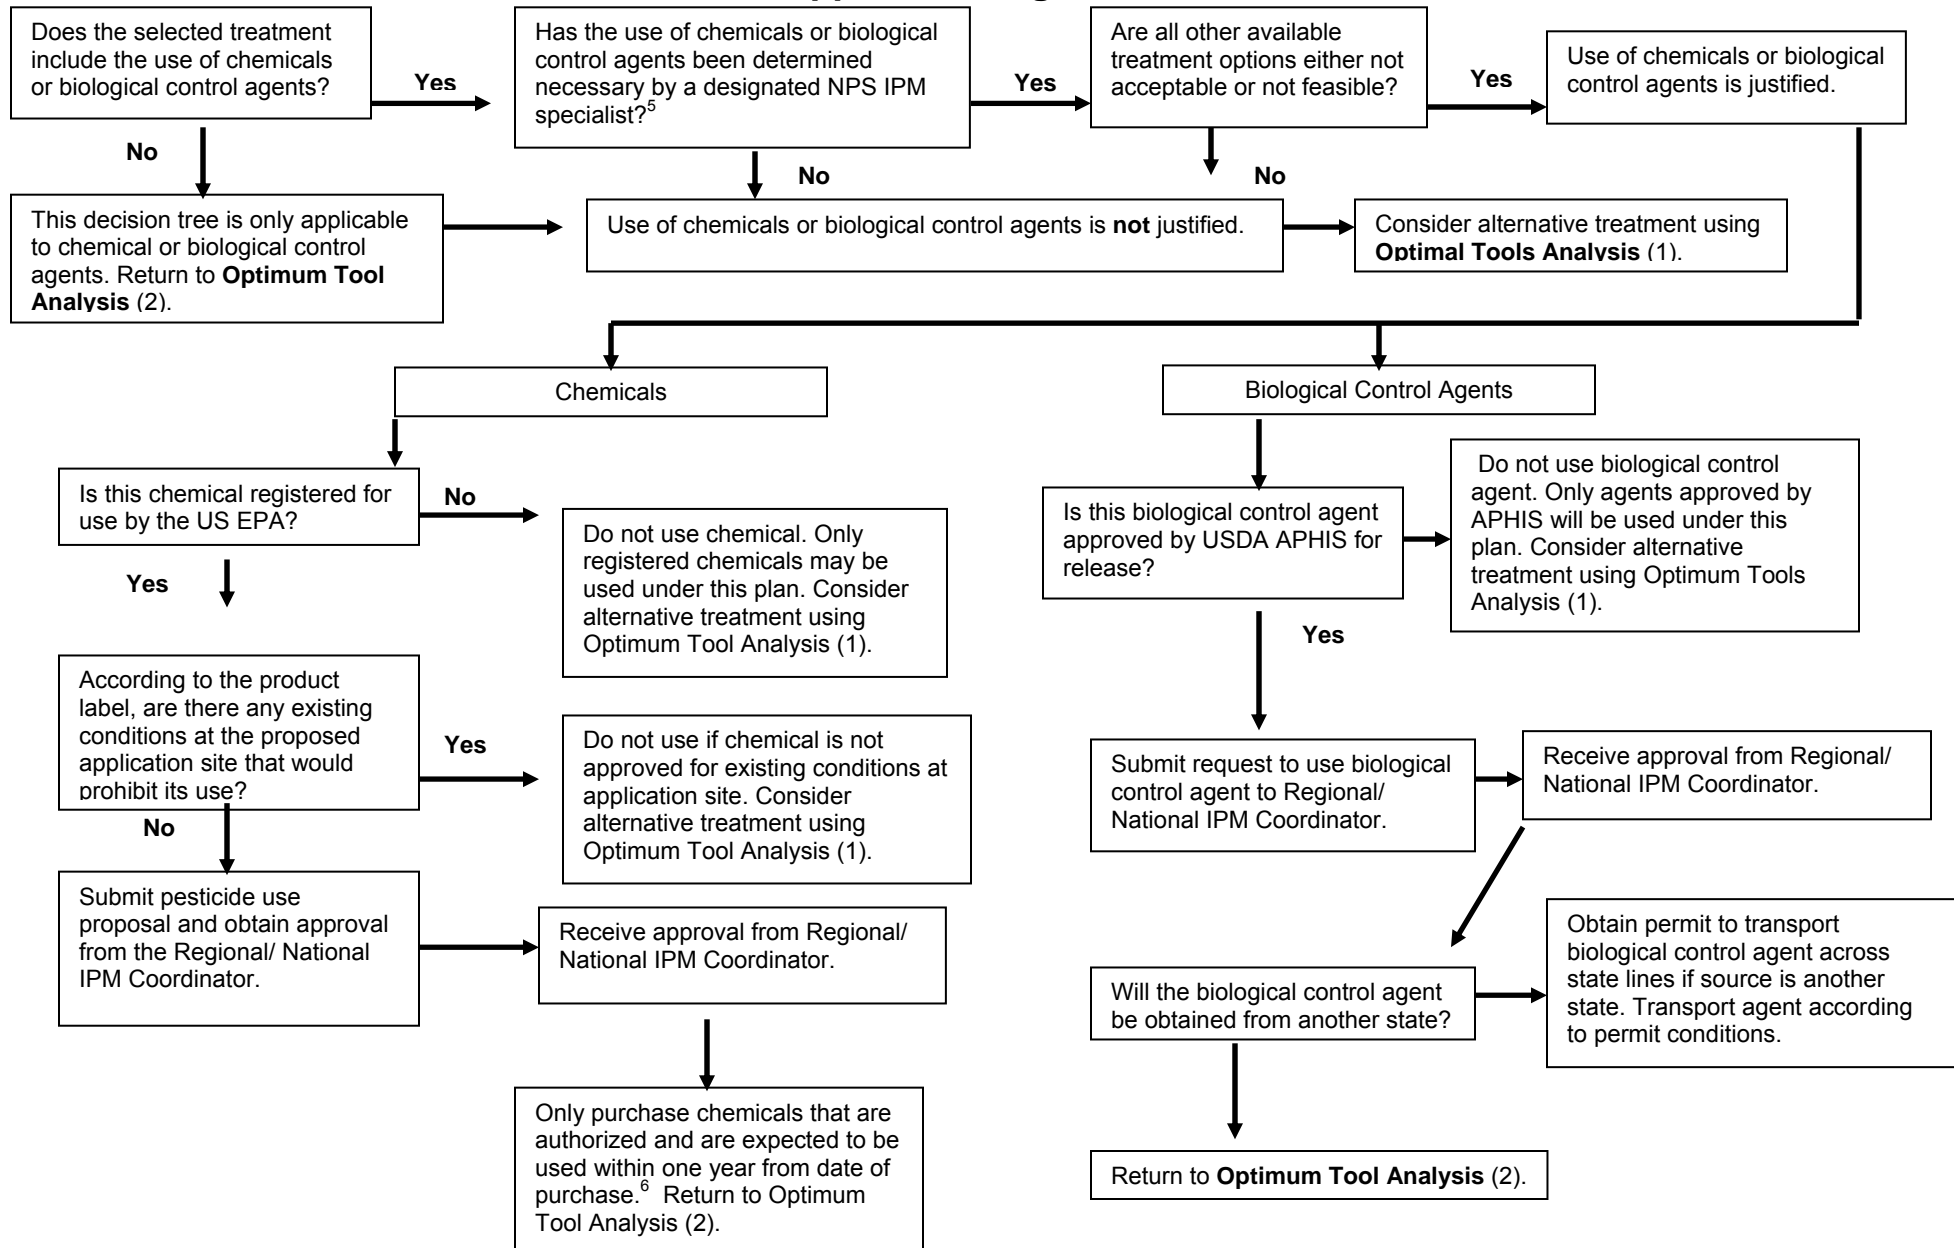 Does the selected treatment
include the use of chemicals
or biological control agents?
Yes
Has the use of chemicals or biological
control agents been determined
necessary by a designated NPS IPM
specialist?5
Yes
Are all other available
treatment options either not
acceptable or not feasible?
Yes
Use of chemicals or biological
control agents is justified.
No
No
No
This decision tree is only applicable
to chemical or biological control
agents. Return to Optimum Tool
Analysis (2).
Use of chemicals or biological control agents is not justified.
Consider alternative treatment using
Optimal Tools Analysis (1).
Chemicals
Biological Control Agents
Is this chemical registered for
use by the US EPA?
No
Do not use chemical. Only
registered chemicals may be
used under this plan. Consider
alternative treatment using
Optimum Tool Analysis (1).
Yes
According to the product
label, are there any existing
conditions at the proposed
application site that would
prohibit its use?
Yes
Do not use if chemical is not
approved for existing conditions at
application site. Consider
alternative treatment using
Optimum Tool Analysis (1).
No
Submit pesticide use
proposal and obtain approval
from the Regional/ National
IPM Coordinator.
Receive approval from Regional/
National IPM Coordinator.
Only purchase chemicals that are
authorized and are expected to be
used within one year from date of
purchase.6 Return to Optimum
Tool Analysis (2).
Is this biological control agent
approved by USDA APHIS for
release?
Do not use biological control
agent. Only agents approved by
APHIS will be used under this
plan. Consider alternative
treatment using Optimum Tools
Analysis (1).
Yes
Submit request to use biological
control agent to Regional/
National IPM Coordinator.
Receive approval from Regional/
National IPM Coordinator.
Will the biological control agent
be obtained from another state?
Obtain permit to transport
biological control agent across
state lines if source is another
state. Transport agent according
to permit conditions.
Return to Optimum Tool Analysis (2).